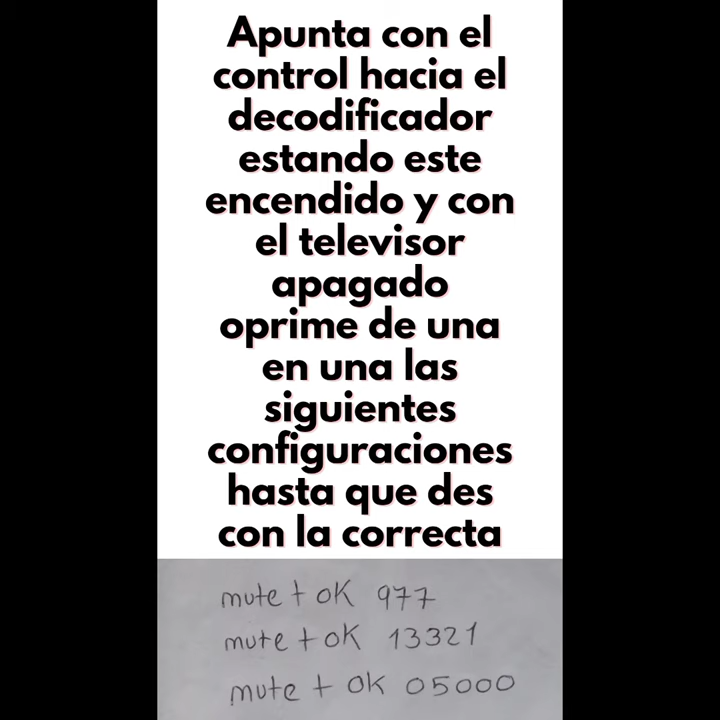 Apunta con el
control hacia el
decodificador
estando este
encendido y con
el televisor
apagado
oprime de una
en una las
siguientes
configuraciones
hasta que des
con la correcta
mute + OK 977
mute + OK 13321
mute + OK 05000